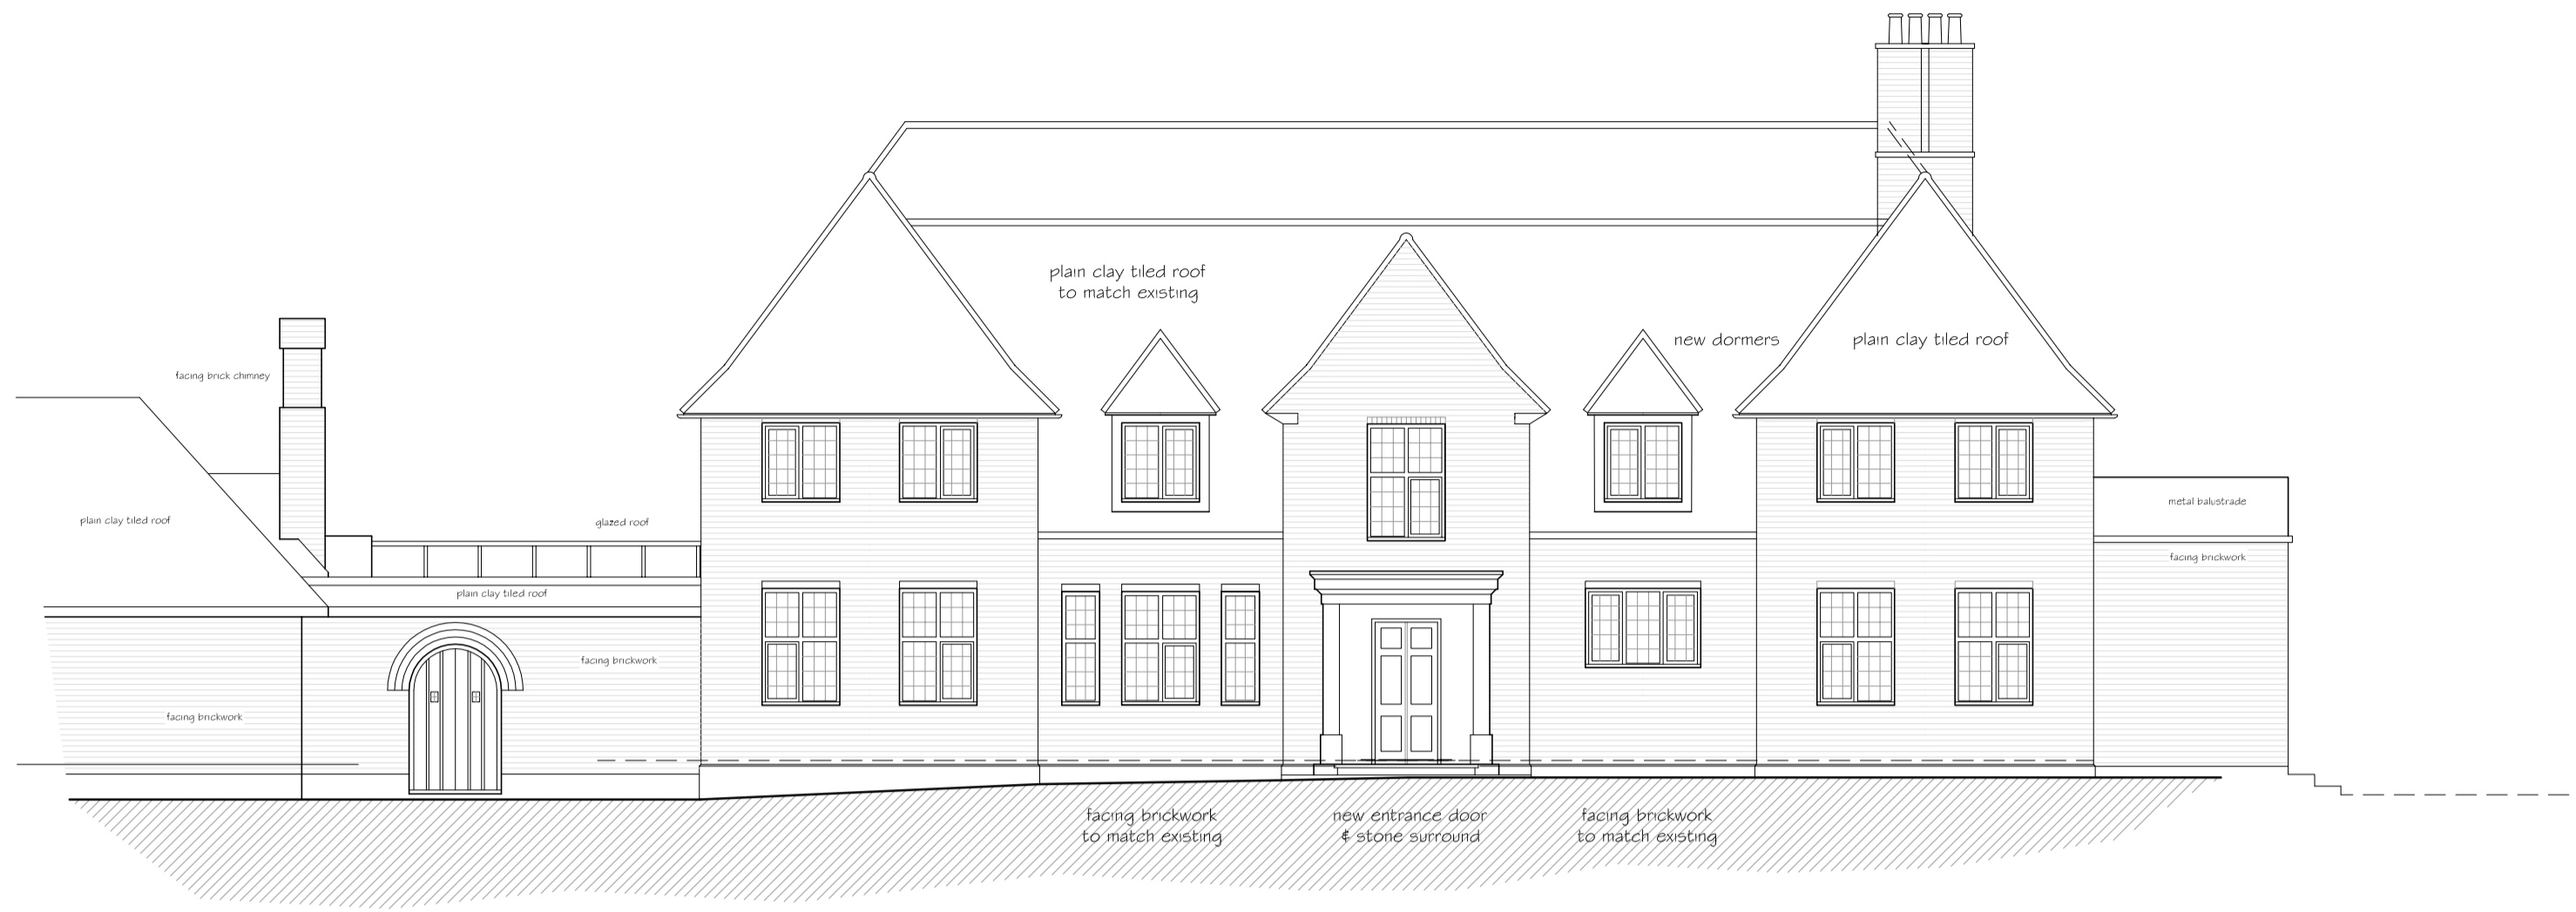 plain clay tiled roof
to match existing
new dormers
plain clay tiled roof
facing brick chimney
plain clay tiled roof
glazed roof
metal balustrade
facing brickwork
plain clay tiled roof
facing brickwork
facing brickwork
facing brickwork
to match existing
new entrance door
& stone surround
facing brickwork
to match existing